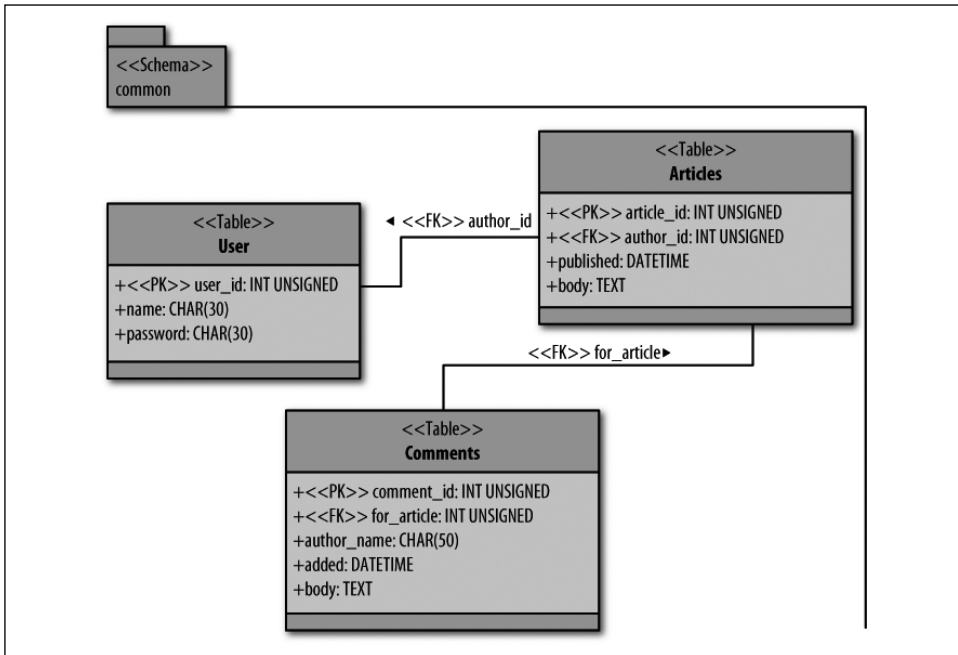 <<Schema>>
common
<<Table>>
Articles
+<<PK>> article_id: INT UNSIGNED
+<<FK>> author_id: INT UNSIGNED
+published: DATETIME
+body: TEXT
◄ <<FK>> author_id
<<Table>>
User
+<<PK>> user_id: INT UNSIGNED
+name: CHAR(30)
+password: CHAR(30)
<<FK>> for_article►
<<Table>>
Comments
+<<PK>> comment_id: INT UNSIGNED
+<<FK>> for_article: INT UNSIGNED
+author_name: CHAR(50)
+added: DATETIME
+body: TEXT